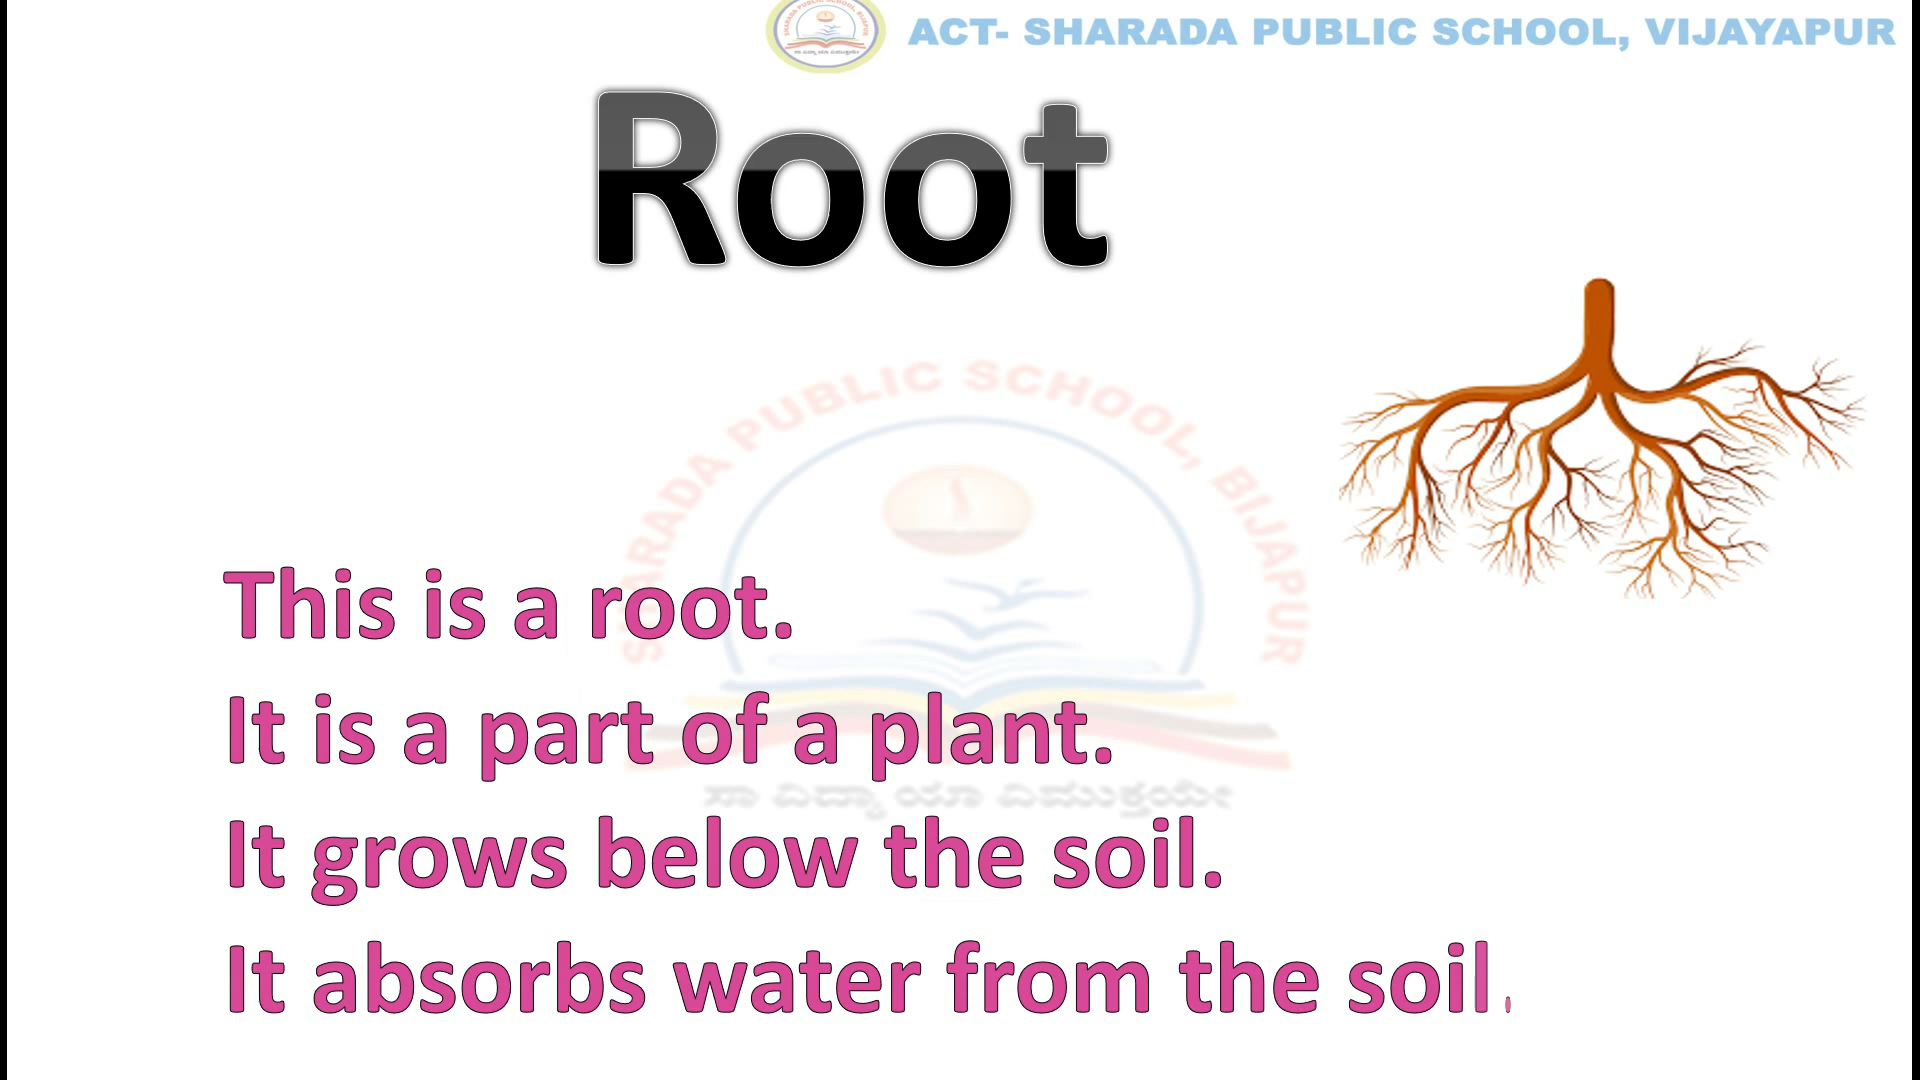 ACT- SHARADA PUBLIC SCHOOL, VIJAYAPUR
Root
SHARADA PUBLIC SCHOOL, BIJAPUR
This is a root.
It is a part of a plant.
ಸಾ ವಿದ್ಯಾ ಯಾ ವಿಮುಕ್ತಯೇ
It grows below the soil.
It absorbs water from the soil.